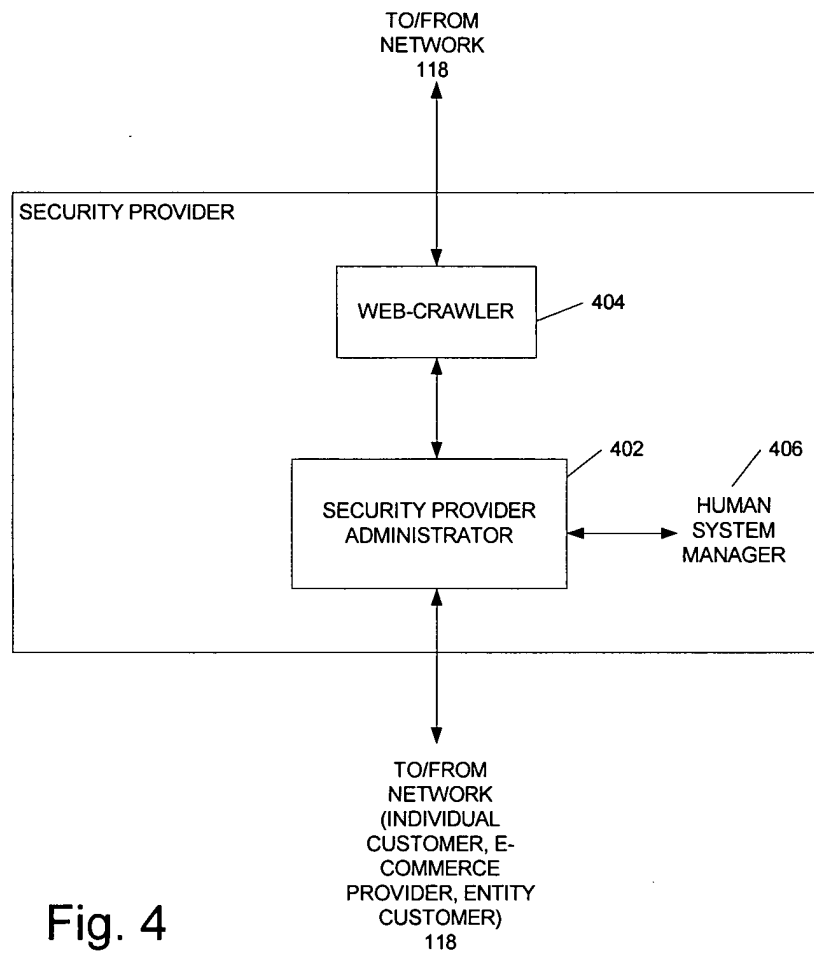 TO/FROM
NETWORK
118
SECURITY PROVIDER
WEB-CRAWLER
404
402
SECURITY PROVIDER
ADMINISTRATOR
406
HUMAN
SYSTEM
MANAGER
TO/FROM
NETWORK
(INDIVIDUAL
CUSTOMER, E-
COMMERCE
PROVIDER, ENTITY
CUSTOMER)
118
Fig. 4